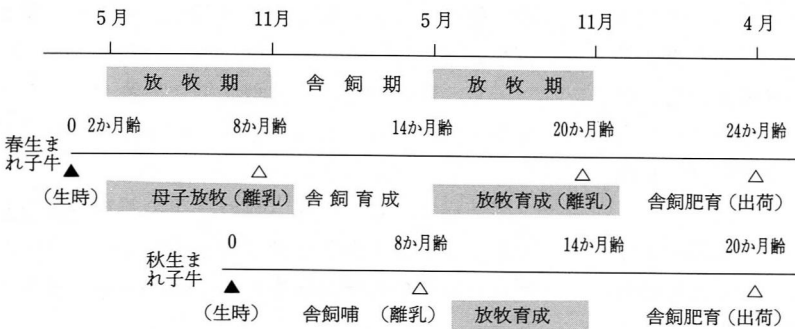 5月 11月 5月 11月 4月
放牧期 舎飼期 放牧期
0 2か月齢 8か月齢 14か月齢 20か月齢 24か月齢
春生ま
れ子牛
(生時) 母子放牧(離乳) 舎飼育成 放牧育成(離乳) 舎飼肥育(出荷)
0 8か月齢 14か月齢 20か月齢
秋生ま
れ子牛
(生時) 舎飼哺 (離乳) 放牧育成 舎飼肥育(出荷)